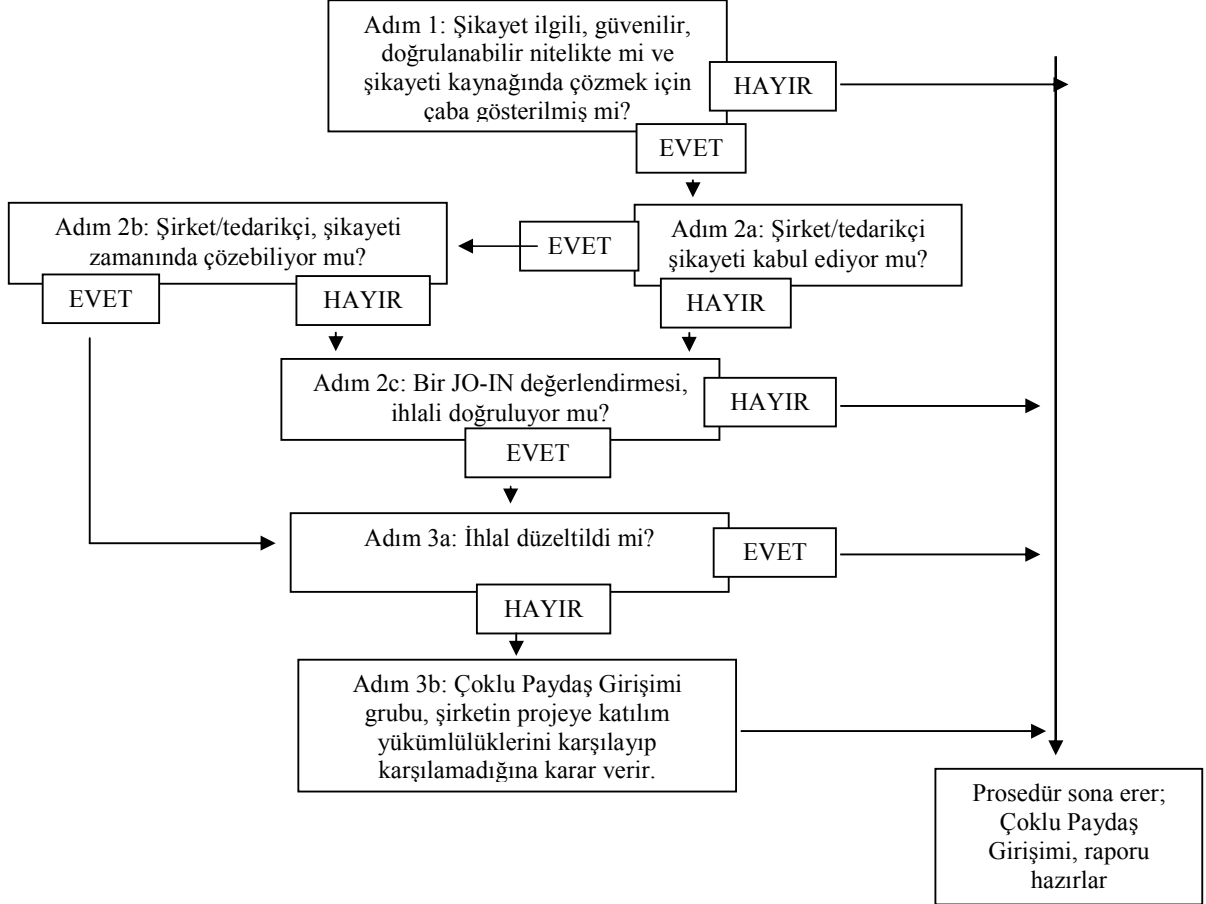 Adım 1: Şikayet ilgili, güvenilir,
doğrulanabilir nitelikte mi ve
şikayeti kaynağında çözmek için
çaba gösterilmiş mi?
HAYIR
EVET
Adım 2b: Şirket/tedarikçi, şikayeti
zamanında çözebiliyor mu?
EVET
HAYIR
EVET
Adım 2a: Şirket/tedarikçi
şikayeti kabul ediyor mu?
HAYIR
Adım 2c: Bir JO-IN değerlendirmesi,
ihlali doğruluyor mu?
HAYIR
EVET
Adım 3a: İhlal düzeltildi mi?
EVET
HAYIR
Adım 3b: Çoklu Paydaş Girişimi
grubu, şirketin projeye katılım
yükümlülüklerini karşılayıp
karşılamadığına karar verir.
Prosedür sona erer;
Çoklu Paydaş
Girişimi, raporu
hazırlar